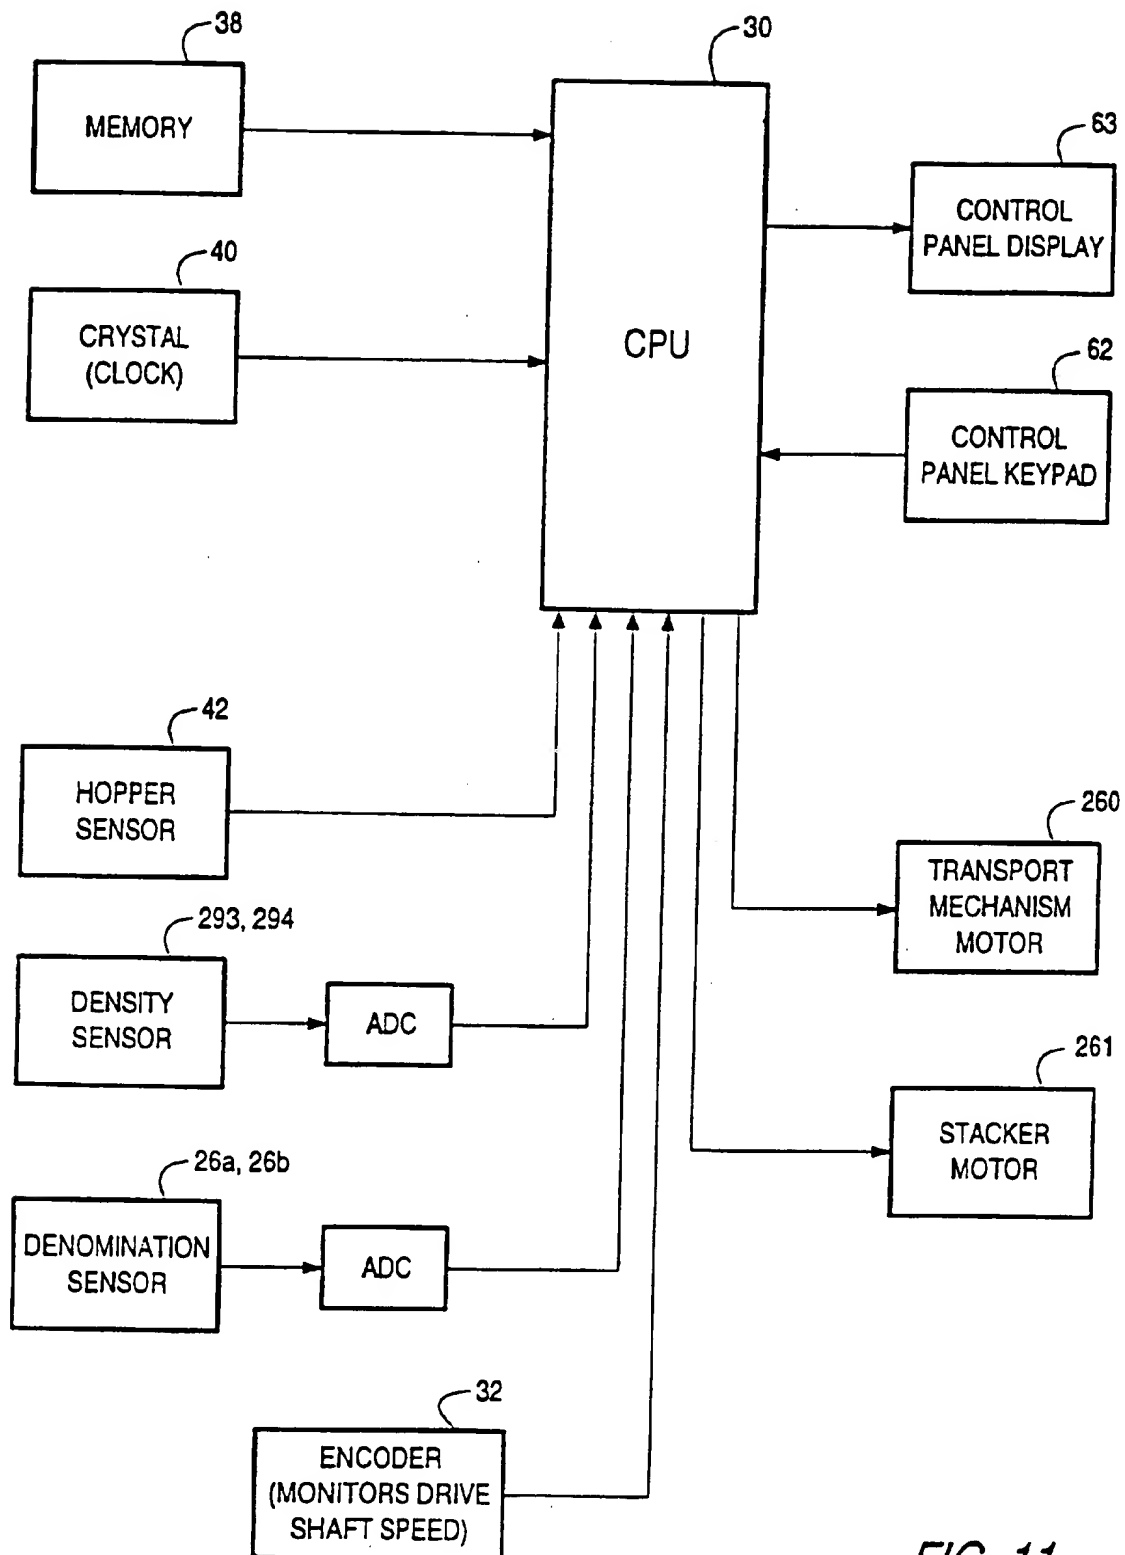 38
30
MEMORY
63
CONTROL
PANEL DISPLAY
40
CRYSTAL
(CLOCK)
CPU
62
CONTROL
PANEL KEYPAD
42
HOPPER
SENSOR
260
TRANSPORT
MECHANISM
MOTOR
293, 294
DENSITY
SENSOR
ADC
261
STACKER
MOTOR
26a, 26b
DENOMINATION
SENSOR
ADC
32
ENCODER
(MONITORS DRIVE
SHAFT SPEED)
FIG. 11